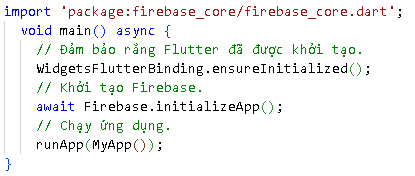 import 'package:firebase_core/firebase_core.dart';
void main() async {
// Đảm bảo rằng Flutter đã được khởi tạo.
WidgetsFlutterBinding.ensureInitialized();
// Khởi tạo Firebase.
await Firebase.initializeApp();
// Chạy ứng dụng.
runApp(MyApp());
}